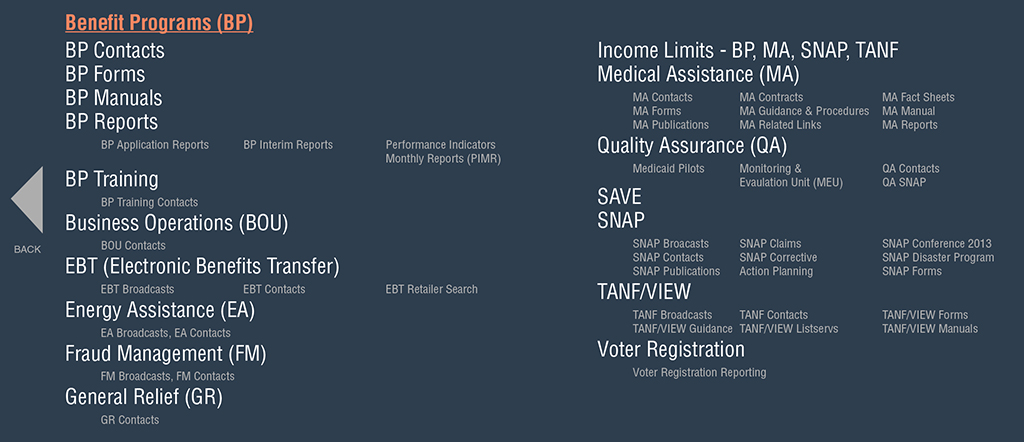 Benefit Programs (BP)
BP Contacts
BP Forms
BP Manuals
BP Reports
BP Application Reports BP Interim Reports Performance Indicators
Monthly Reports (PIMR)
BP Training
BP Training Contacts
Business Operations (BOU)
BOU Contacts
EBT (Electronic Benefits Transfer)
EBT Broadcasts EBT Contacts EBT Retailer Search
Energy Assistance (EA)
EA Broadcasts, EA Contacts
Fraud Management (FM)
FM Broadcasts, FM Contacts
General Relief (GR)
GR Contacts
BACK
Income Limits - BP, MA, SNAP, TANF
Medical Assistance (MA)
MA Contacts MA Contracts MA Fact Sheets
MA Forms MA Guidance & Procedures MA Manual
MA Publications MA Related Links MA Reports
Quality Assurance (QA)
Medicaid Pilots Monitoring & QA Contacts
Evaulation Unit (MEU) QA SNAP
SAVE
SNAP
SNAP Broacasts SNAP Claims SNAP Conference 2013
SNAP Contacts SNAP Corrective SNAP Disaster Program
SNAP Publications Action Planning SNAP Forms
TANF/VIEW
TANF Broadcasts TANF Contacts TANF/VIEW Forms
TANF/VIEW Guidance TANF/VIEW Listservs TANF/VIEW Manuals
Voter Registration
Voter Registration Reporting